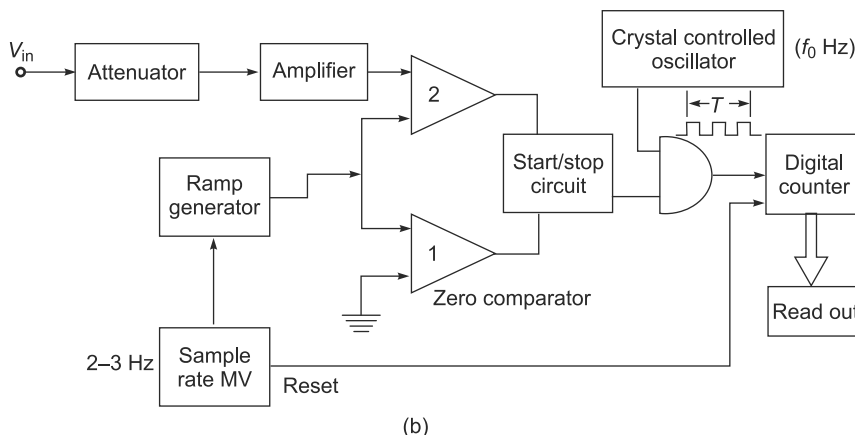 V_in
Attenuator
Amplifier
2
Crystal controlled
oscillator
(f_0 Hz)
T
Start/stop
circuit
Digital
counter
Ramp
generator
1
Zero comparator
Read out
2–3 Hz
Sample
rate MV
Reset
(b)